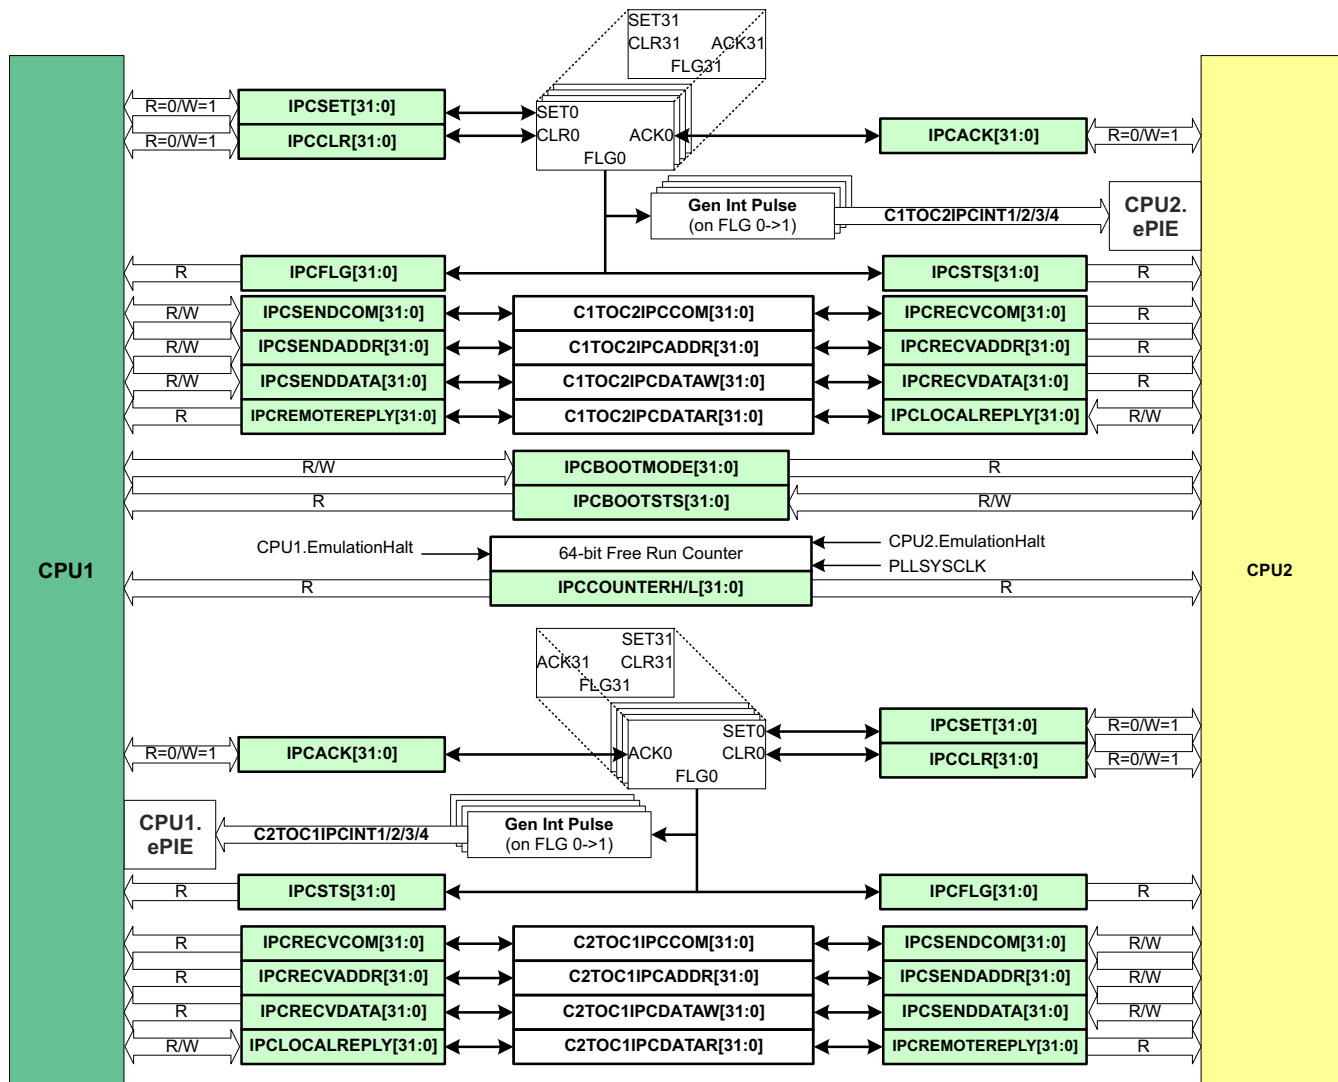 SET31
CLR31 ACK31
FLG31
R=0/W=1 IPCSET[31:0] SET0
R=0/W=1 IPCCLR[31:0] CLR0 ACK0 IPCACK[31:0] R=0/W=1
FLG0
Gen Int Pulse
(on FLG 0->1)
C1TOC2IPCINT1/2/3/4
CPU2.
ePIE
R IPCFLG[31:0] IPCSTS[31:0] R
R/W IPCSENDCOM[31:0] C1TOC2IPCCOM[31:0] IPCRECVCOM[31:0] R
R/W IPCSENDADDR[31:0] C1TOC2IPCADDR[31:0] IPCRECVADDR[31:0] R
R/W IPCSENDDATA[31:0] C1TOC2IPCDATAW[31:0] IPCRECVDATA[31:0] R
R IPCREMOTEREPLY[31:0] C1TOC2IPCDATAR[31:0] IPCLOCALREPLY[31:0] R/W
R/W IPCBOOTMODE[31:0] R
R IPCBOOTSTS[31:0] R/W
CPU1.EmulationHalt 64-bit Free Run Counter CPU2.EmulationHalt
PLLSYSCLK
CPU1 CPU2
R IPCCOUNTERH/L[31:0] R
SET31
ACK31 CLR31
FLG31
SET0 IPCSET[31:0] R=0/W=1
R=0/W=1 IPCACK[31:0] ACK0 CLR0 IPCCLR[31:0] R=0/W=1
FLG0
CPU1.
ePIE
C2TOC1IPCINT1/2/3/4
Gen Int Pulse
(on FLG 0->1)
R IPCSTS[31:0] IPCFLG[31:0] R
R IPCRECVCOM[31:0] C2TOC1IPCCOM[31:0] IPCSENDCOM[31:0] R/W
R IPCRECVADDR[31:0] C2TOC1IPCADDR[31:0] IPCSENDADDR[31:0] R/W
R IPCRECVDATA[31:0] C2TOC1IPCDATAW[31:0] IPCSENDDATA[31:0] R/W
R/W IPCLOCALREPLY[31:0] C2TOC1IPCDATAR[31:0] IPCREMOTEREPLY[31:0] R